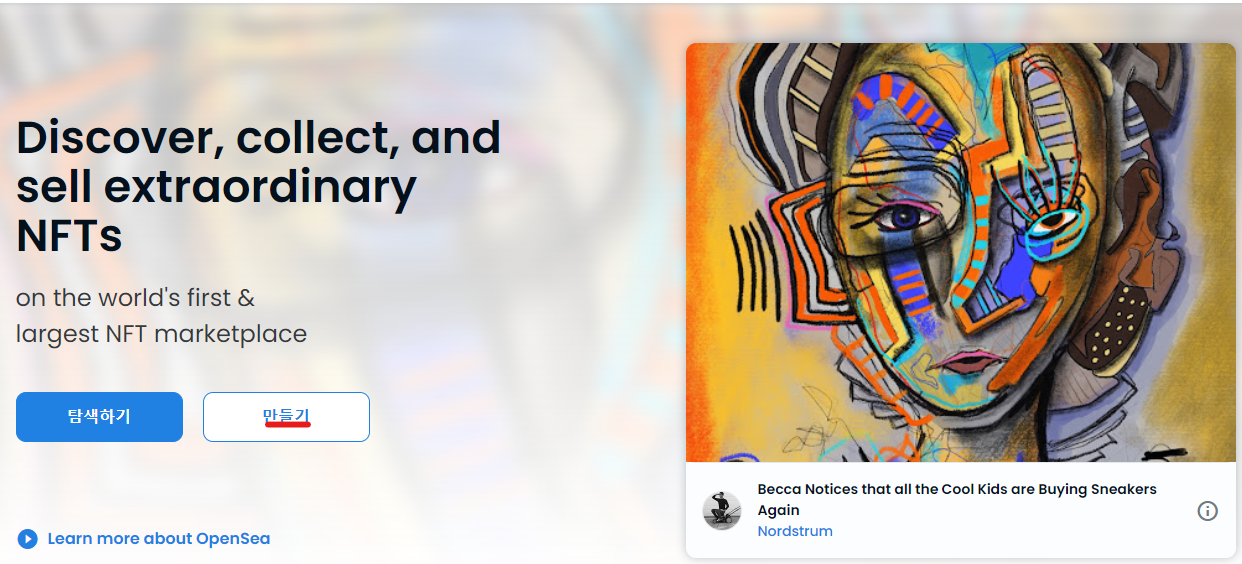 Discover, collect, and
sell extraordinary
NFTs
on the world's first &
largest NFT marketplace
탐색하기
만들기
Learn more about OpenSea
Becca Notices that all the Cool Kids are Buying Sneakers
Again
Nordstrum